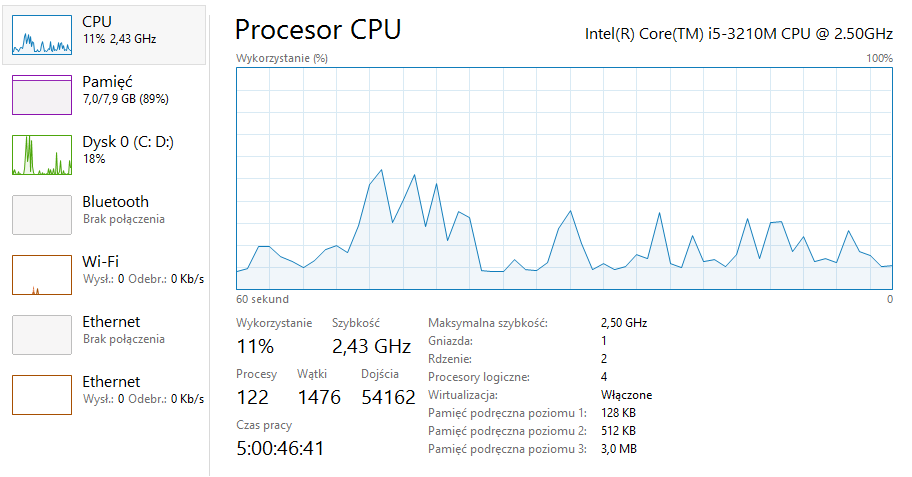 CPU
11% 2,43 GHz
Pamięć
7,0/7,9 GB (89%)
Dysk 0 (C: D:)
18%
Bluetooth
Brak połączenia
Wi-Fi
Wysł.: 0 Odebr.: 0 Kb/s
Ethernet
Brak połączenia
Ethernet
Wysł.: 0 Odebr.: 0 Kb/s
Procesor CPU
Intel(R) Core(TM) i5-3210M CPU @ 2.50GHz
Wykorzystanie (%)
100%
60 sekund
0
Wykorzystanie
Szybkość
11%
2,43 GHz
Procesy
Wątki
Dojścia
122
1476
54162
Czas pracy
5:00:46:41
Maksymalna szybkość: 2,50 GHz
Gniazda: 1
Rdzenie: 2
Procesory logiczne: 4
Wirtualizacja: Włączone
Pamięć podręczna poziomu 1: 128 KB
Pamięć podręczna poziomu 2: 512 KB
Pamięć podręczna poziomu 3: 3,0 MB